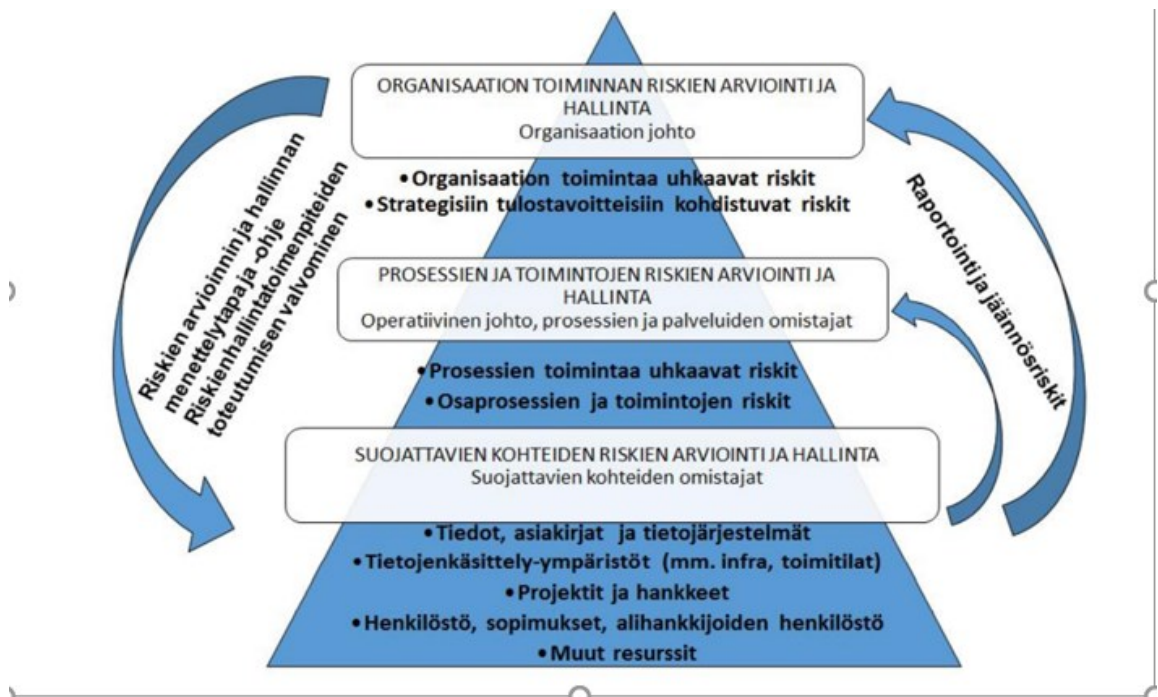 ORGANISAATION TOIMINNAN RISKIEN ARVIOINTI JA
HALLINTA
Organisaation johto
•Organisaation toimintaa uhkaavat riskit
•Strategisiin tulostavoitteisiin kohdistuvat riskit
Riskien arvioinnin ja hallinnan
menettelytapa ja -ohje
Riskienhallintatoimenpiteiden
toteutumisen valvominen
Raportointi ja jäännösriskit
PROSESSIEN JA TOIMINTOJEN RISKIEN ARVIOINTI JA
HALLINTA
Operatiivinen johto, prosessien ja palveluiden omistajat
•Prosessien toimintaa uhkaavat riskit
•Osaprosessien ja toimintojen riskit
SUOJATTAVIEN KOHTEIDEN RISKIEN ARVIOINTI JA HALLINTA
Suojattavien kohteiden omistajat
•Tiedot, asiakirjat ja tietojärjestelmät
•Tietojenkäsittely-ympäristöt (mm. infra, toimitilat)
•Projektit ja hankkeet
•Henkilöstö, sopimukset, alihankkijoiden henkilöstö
•Muut resurssit